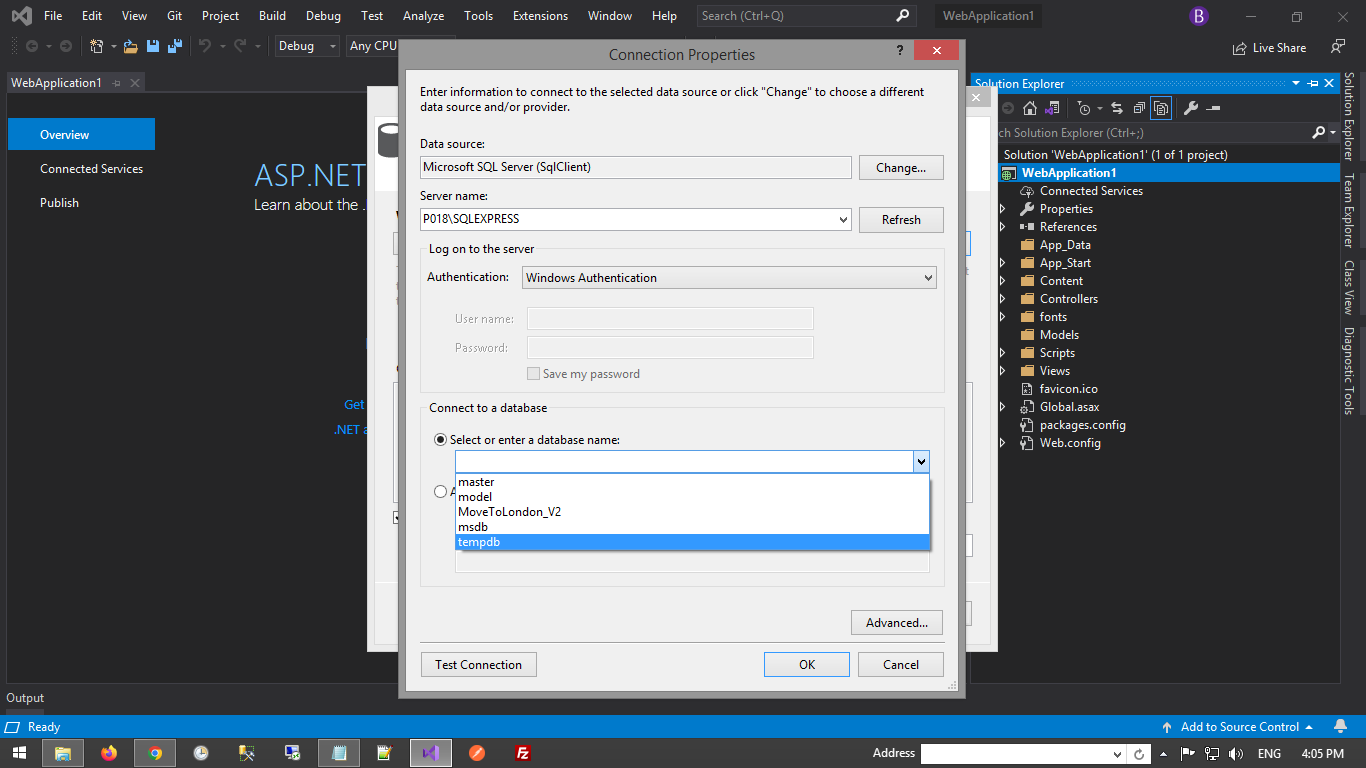 File Edit View Git Project Build Debug Test Analyze Tools Extensions Window Help Search (Ctrl+Q) WebApplication1 B
Debug Any CPU Live Share
WebApplication1
Overview
Connected Services
Publish
ASP.NET
Learn about the .
Get
.NET
Connection Properties
?
Enter information to connect to the selected data source or click "Change" to choose a different
data source and/or provider.
Data source:
Microsoft SQL Server (SqlClient)
Change...
Server name:
P018\SQLEXPRESS
Refresh
Log on to the server
Authentication: Windows Authentication
User name:
Password:
Save my password
Connect to a database
Select or enter a database name:
master
model
MoveToLondon_V2
msdb
tempdb
Advanced...
Test Connection OK Cancel
Solution Explorer
ch Solution Explorer (Ctrl+;)
Solution 'WebApplication1' (1 of 1 project)
WebApplication1
Connected Services
Properties
References
App_Data
App_Start
Content
Controllers
fonts
Models
Scripts
Views
favicon.ico
Global.asax
packages.config
Web.config
Solution Explorer
Team Explorer
Class View
Diagnostic Tools
Output
Ready Add to Source Control
Address ENG 4:05 PM